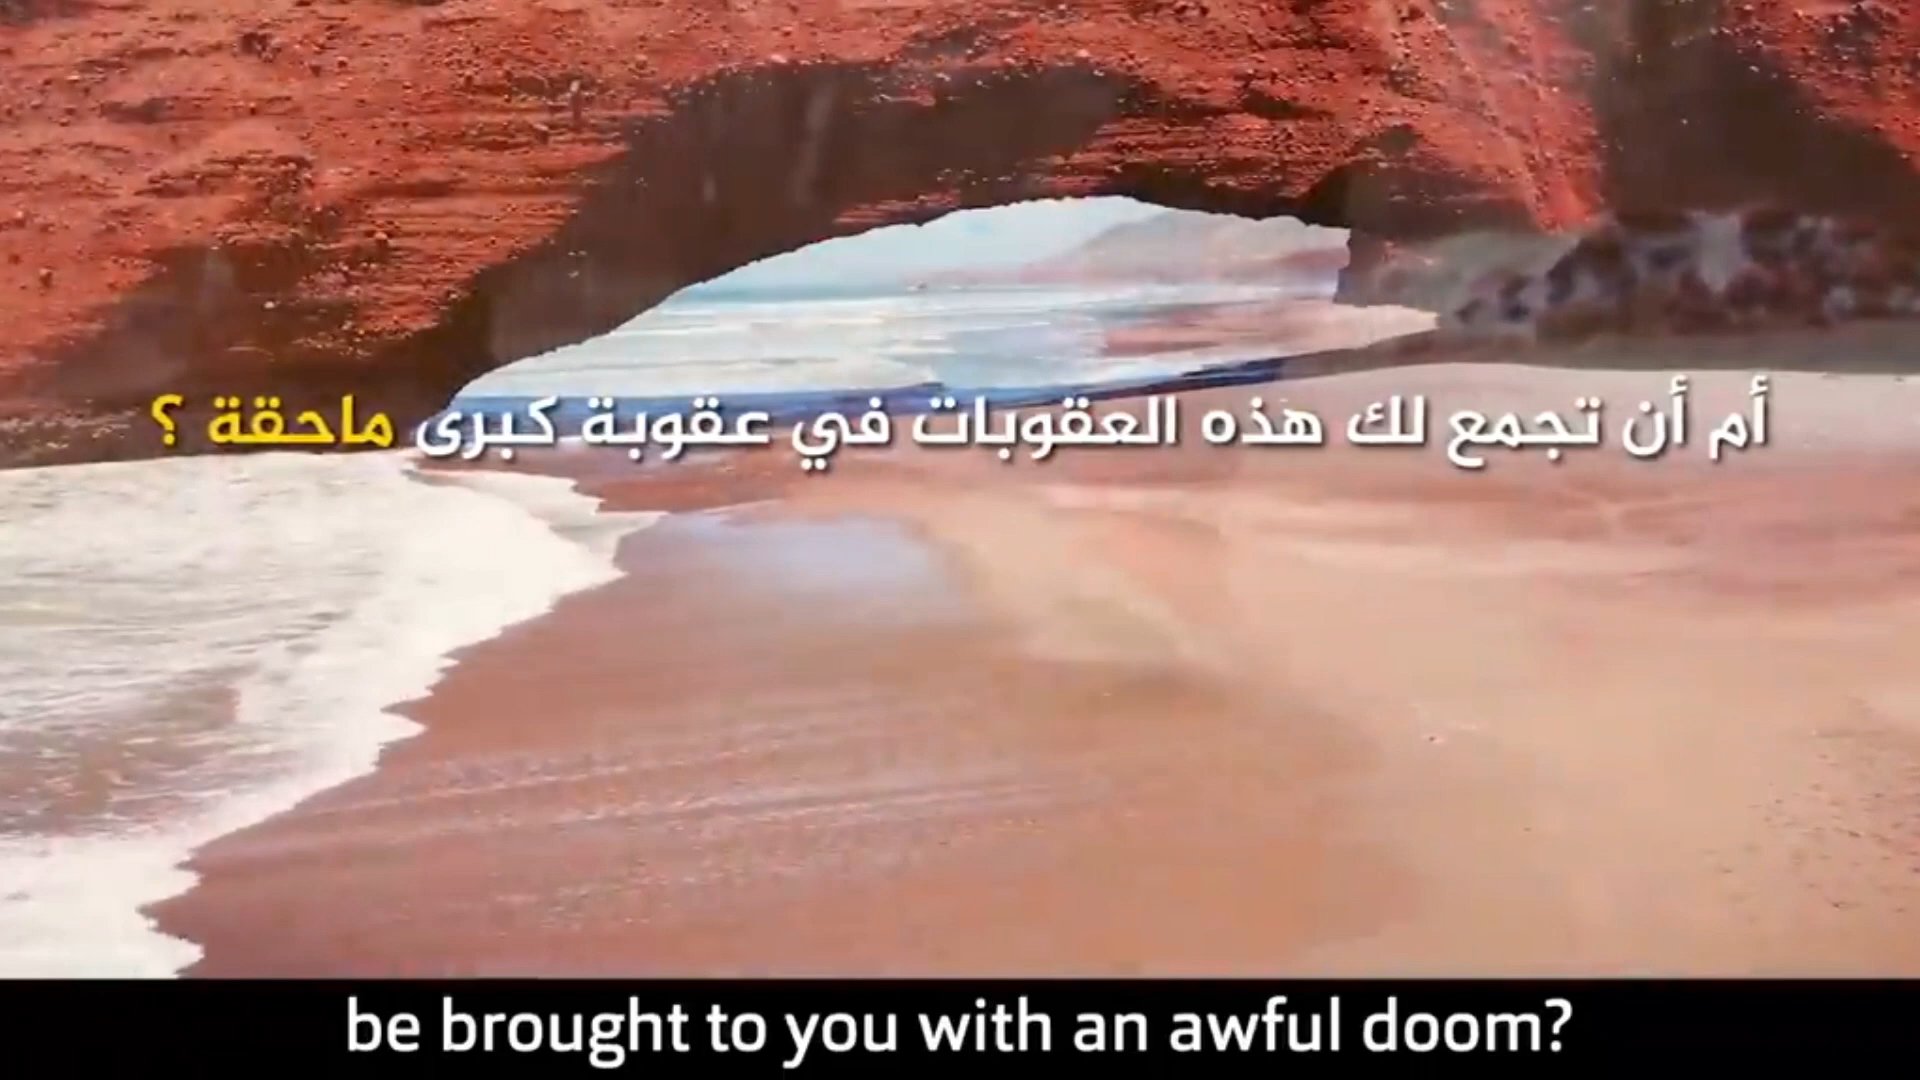 أم أن تجمع لك هذه العقوبات في عقوبة كبرى ماحقة ؟
be brought to you with an awful doom?